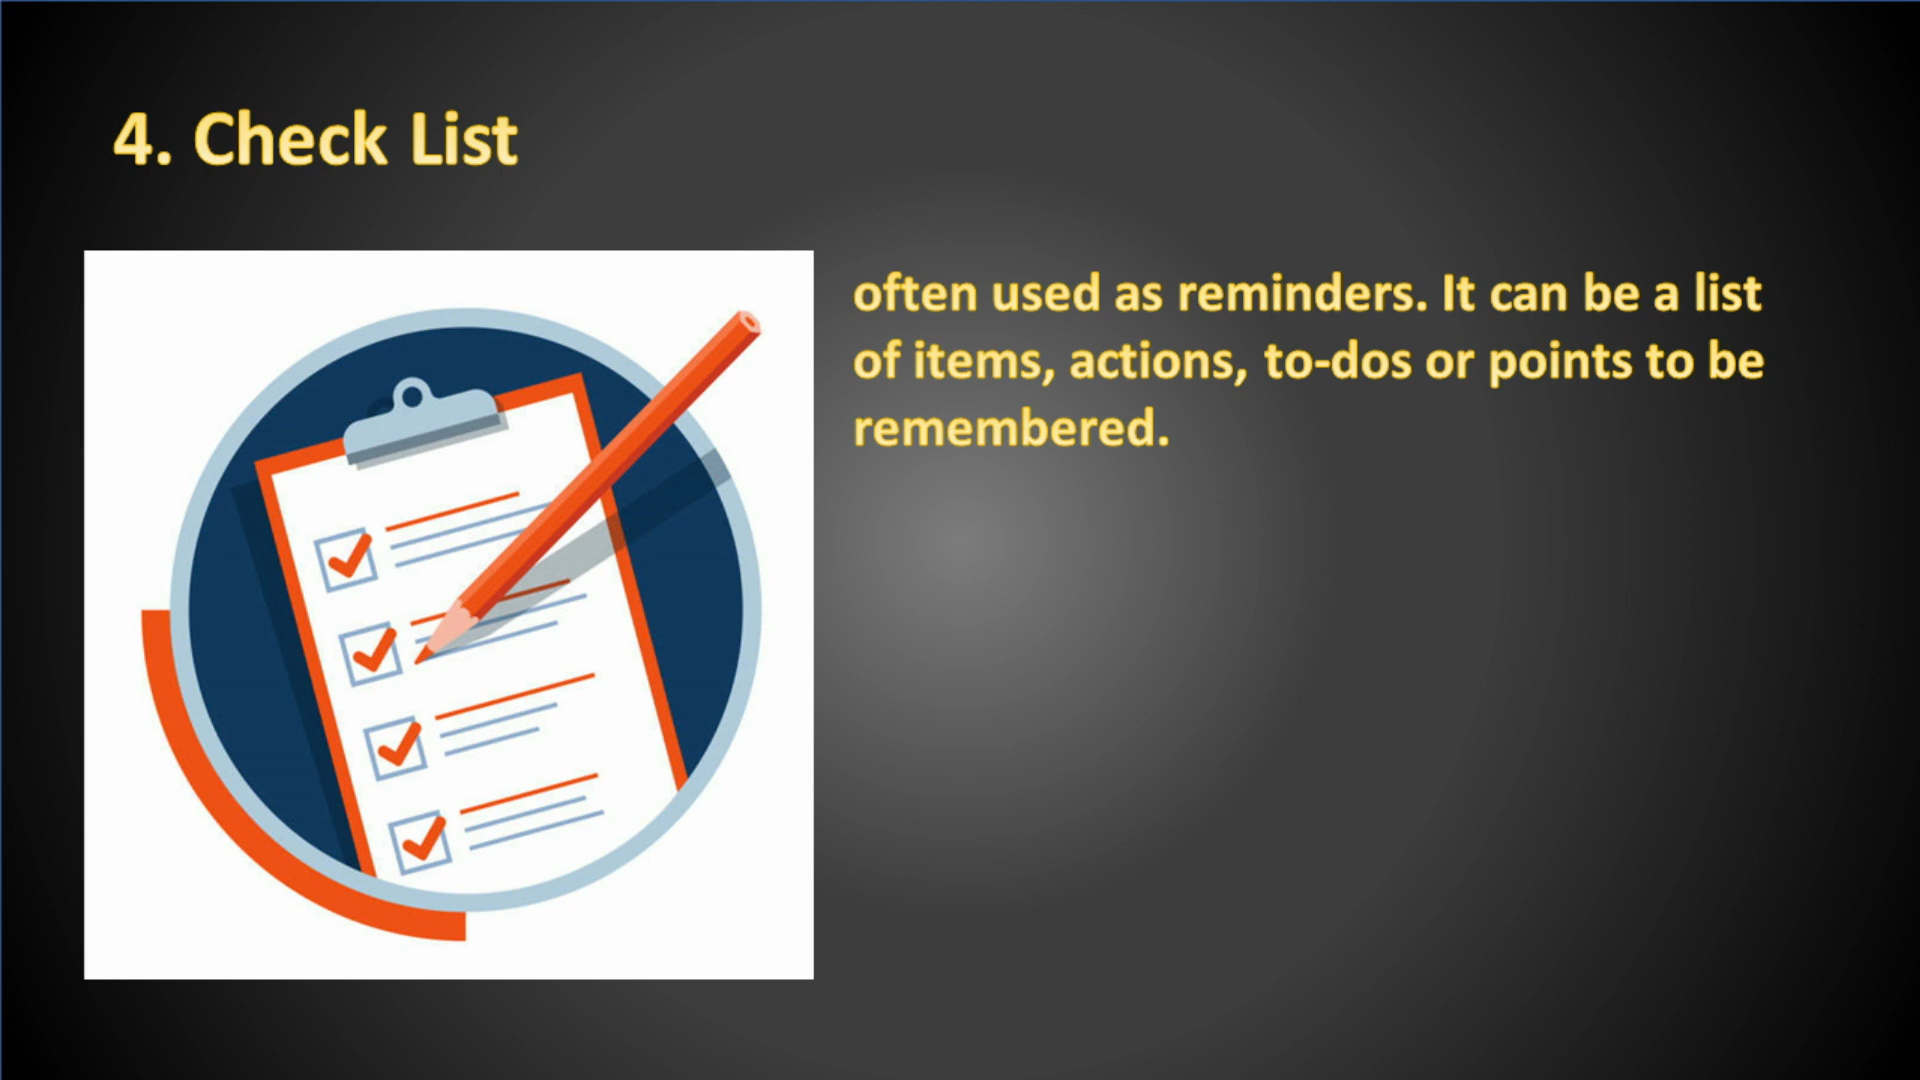 4. Check List
often used as reminders. It can be a list
of items, actions, to-dos or points to be
remembered.